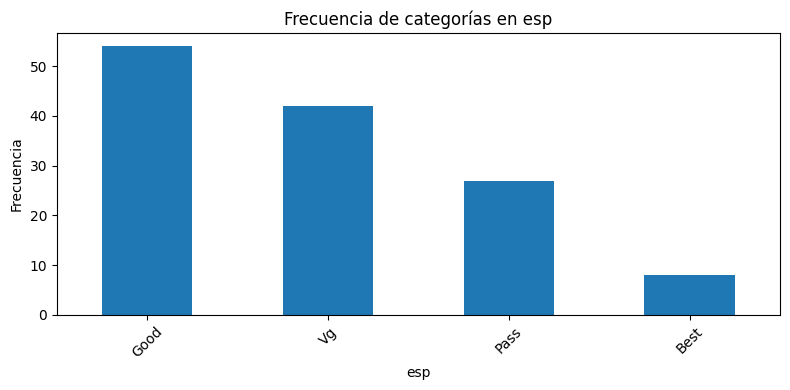 Frecuencia de categorías en esp
Frecuencia
50
40
30
20
10
0
Good
Vg
Pass
Best
esp